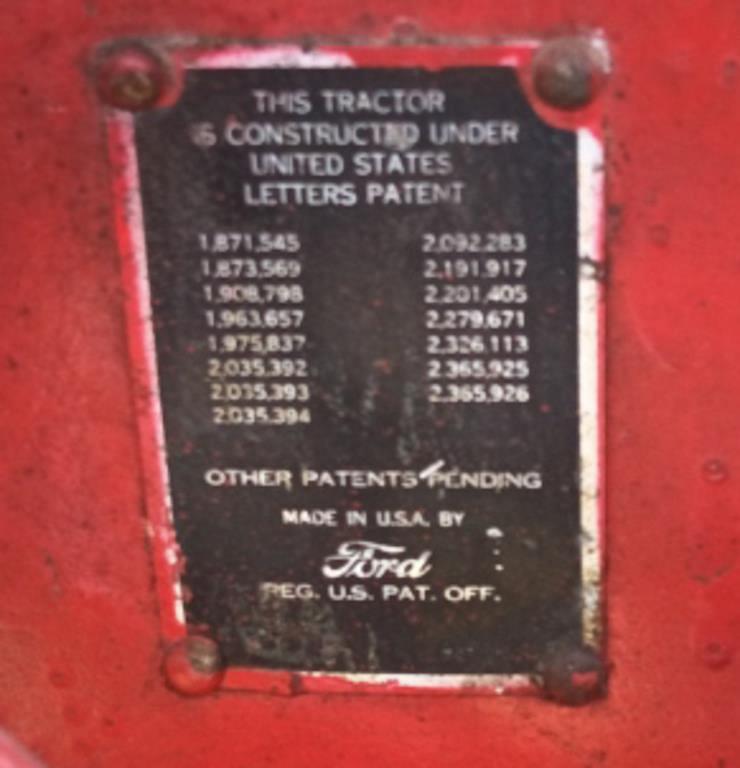 THIS TRACTOR
IS CONSTRUCTED UNDER
UNITED STATES
LETTERS PATENT
1,871,545 2,092,283
1,873,569 2,191,917
1,908,798 2,201,405
1,963,657 2,279,671
1,975,837 2,326,113
2,035,392 2,365,925
2,035,393 2,365,926
2,035,394
OTHER PATENTS PENDING
MADE IN U.S.A. BY
Ford
REG. U.S. PAT. OFF.